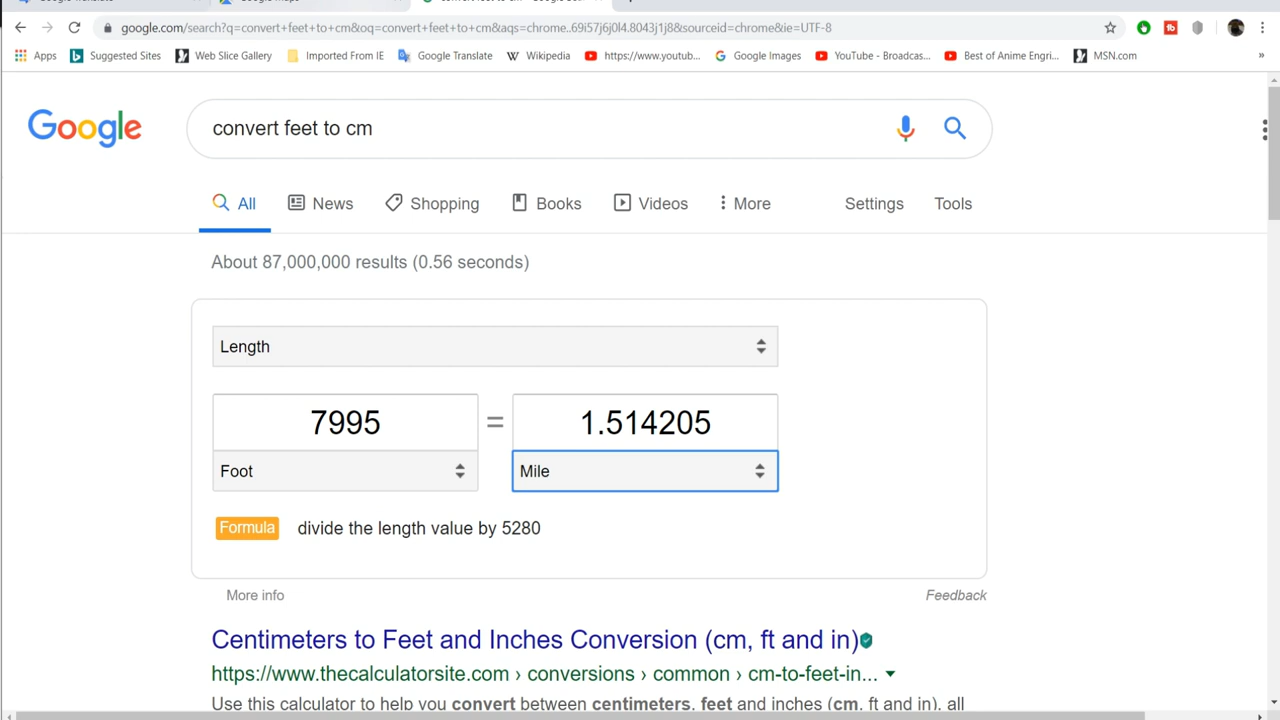 google.com/search?q=convert+feet+to+cm&oq=convert+feet+to+cm&aqs=chrome..69i57j6j0l4.8043j1j8&sourceid=chrome&ie=UTF-8
Apps Suggested Sites Web Slice Gallery Imported From IE Google Translate Wikipedia https://www.youtub... Google Images YouTube - Broadcas... Best of Anime Engri... MSN.com »
Google
convert feet to cm
All News Shopping Books Videos More Settings Tools
About 87,000,000 results (0.56 seconds)
Length
7995 = 1.514205
Foot Mile
Formula divide the length value by 5280
More info Feedback
Centimeters to Feet and Inches Conversion (cm, ft and in)
https://www.thecalculatorsite.com › conversions › common › cm-to-feet-in...
Use this calculator to help you convert between centimeters, feet and inches (cm, ft and in), all